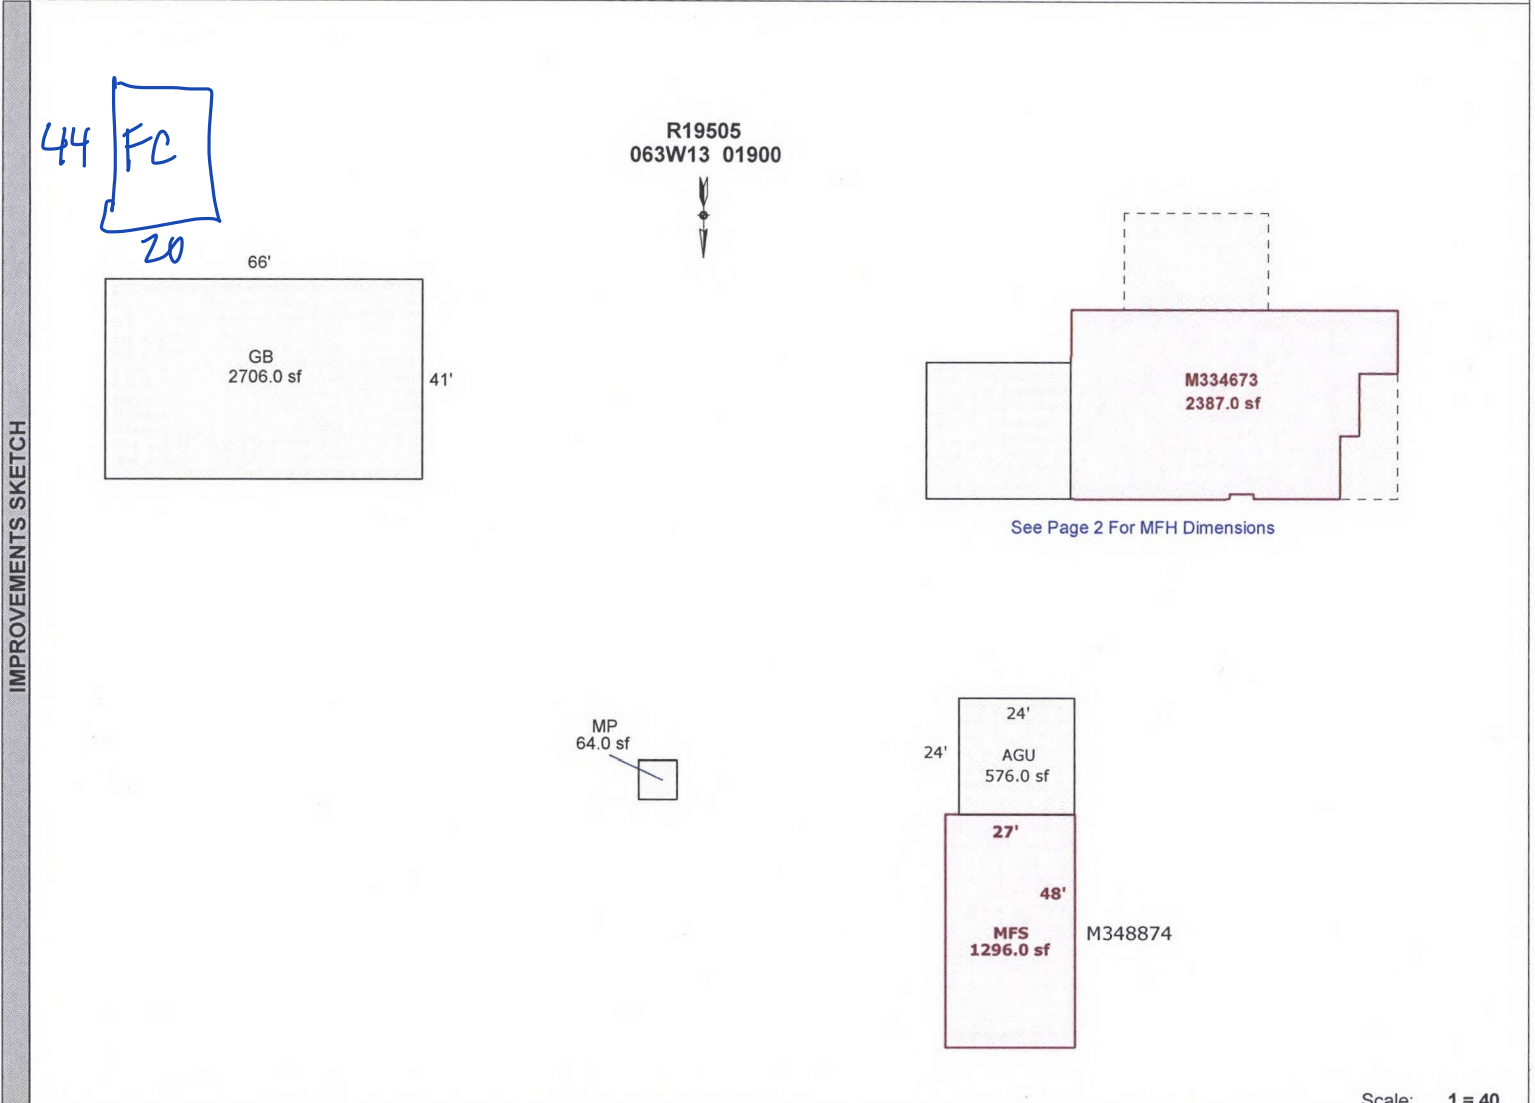 IMPROVEMENTS SKETCH
44
FC
20
R19505
063W13 01900
66'
GB
2706.0 sf
41'
M334673
2387.0 sf
See Page 2 For MFH Dimensions
MP
64.0 sf
24'
24'
AGU
576.0 sf
27'
48'
MFS
1296.0 sf
M348874
Scale: 1 = 40